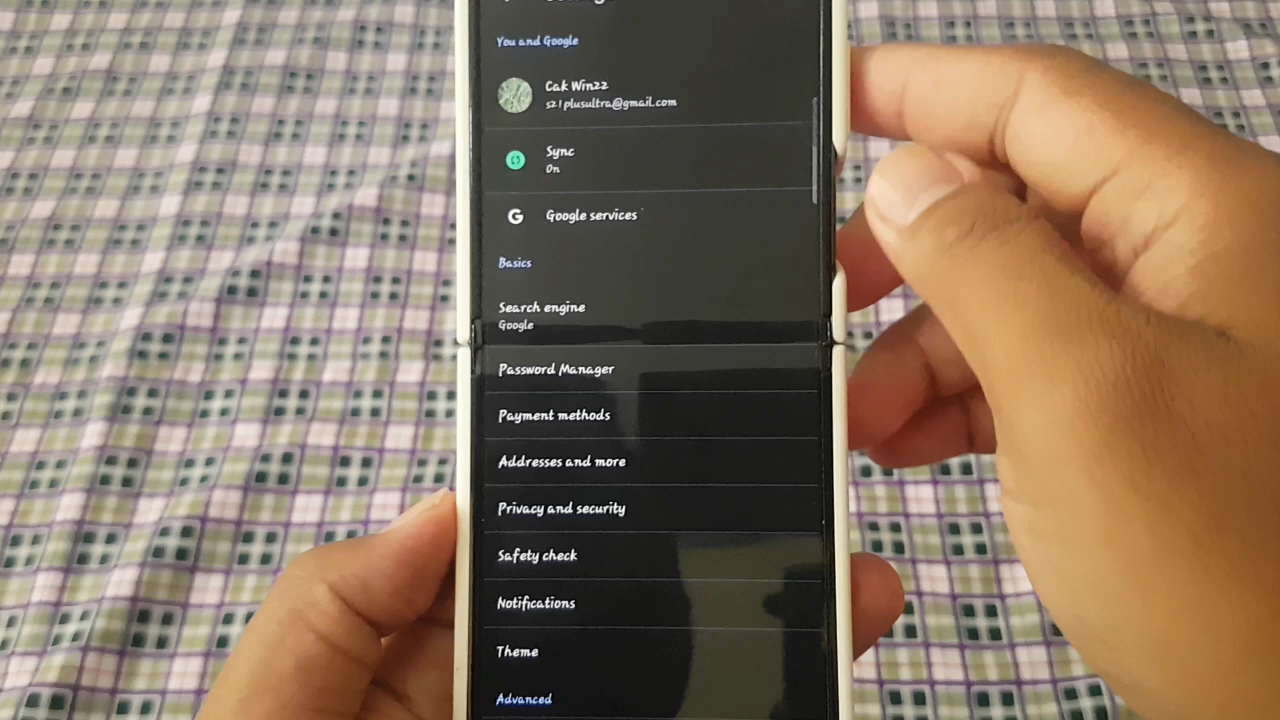 You and Google
Cak Win22
s21plusultra@gmail.com
Sync
On
G
Google services
Basics
Search engine
Google
Password Manager
Payment methods
Addresses and more
Privacy and security
Safety check
Notifications
Theme
Advanced